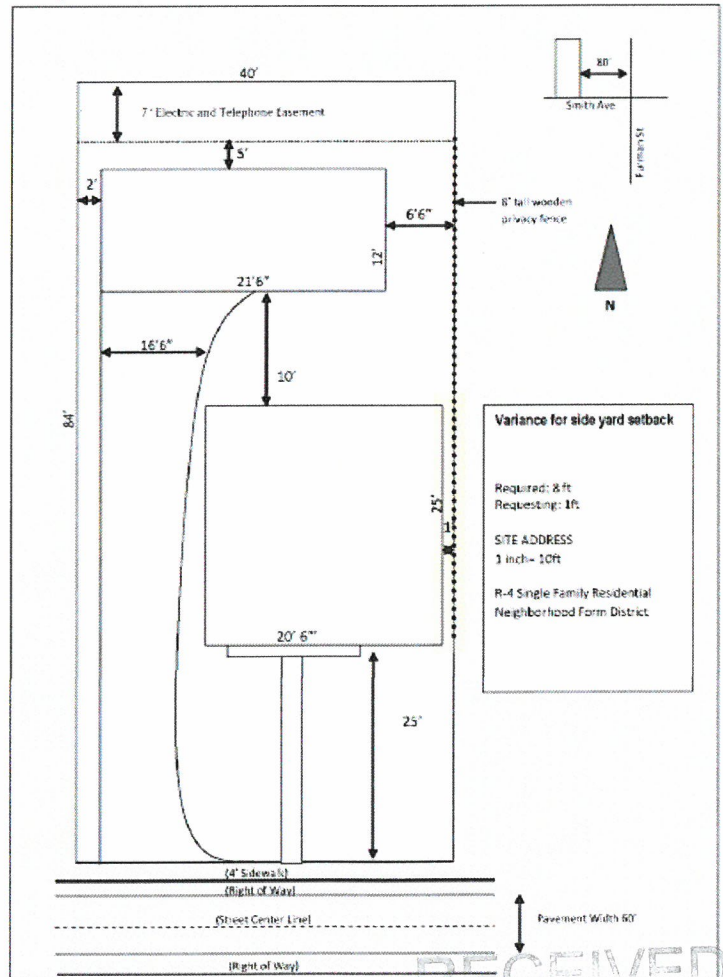 40'
80'
Smith Ave
Furman St
7' Electric and Telephone Easement
5'
2'
6'6"
8' tall wooden
privacy fence
12'
21'6"
N
16'6"
10'
84'
Variance for side yard setback
Required: 8 ft
Requesting: 1ft
SITE ADDRESS
1 inch= 10ft
R-4 Single Family Residential
Neighborhood Form District
25'
1'
20' 6"'
25'
(4' Sidewalk)
(Right of Way)
(Street Center Line)
Pavement Width 60'
(Right of Way)
RECEIVED